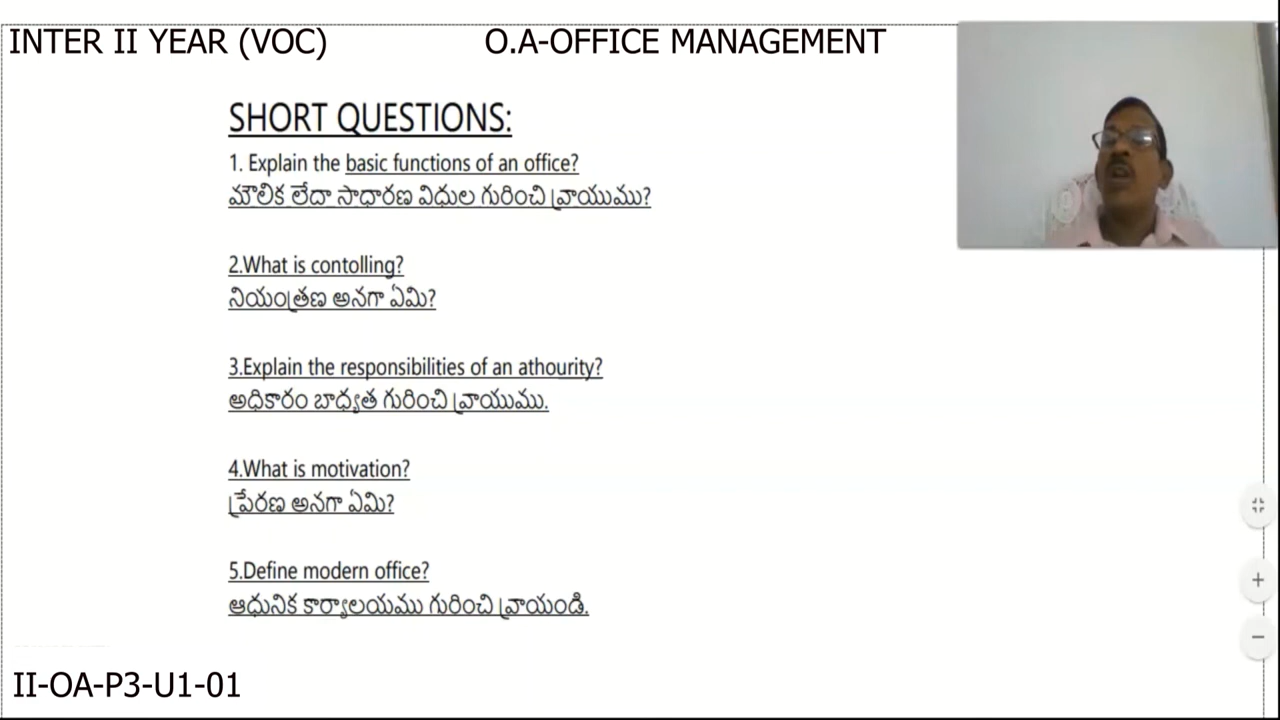 INTER II YEAR (VOC) O.A-OFFICE MANAGEMENT
SHORT QUESTIONS:
1. Explain the basic functions of an office?
మౌలిక లేదా సాధారణ విధుల గురించి వ్రాయుము?
2.What is contolling?
నియంత్రణ అనగా ఏమి?
3.Explain the responsibilities of an athourity?
అధికారం బాధ్యత గురించి వ్రాయుము.
4.What is motivation?
ప్రేరణ అనగా ఏమి?
5.Define modern office?
ఆధునిక కార్యాలయము గురించి వ్రాయండి.
II-OA-P3-U1-01